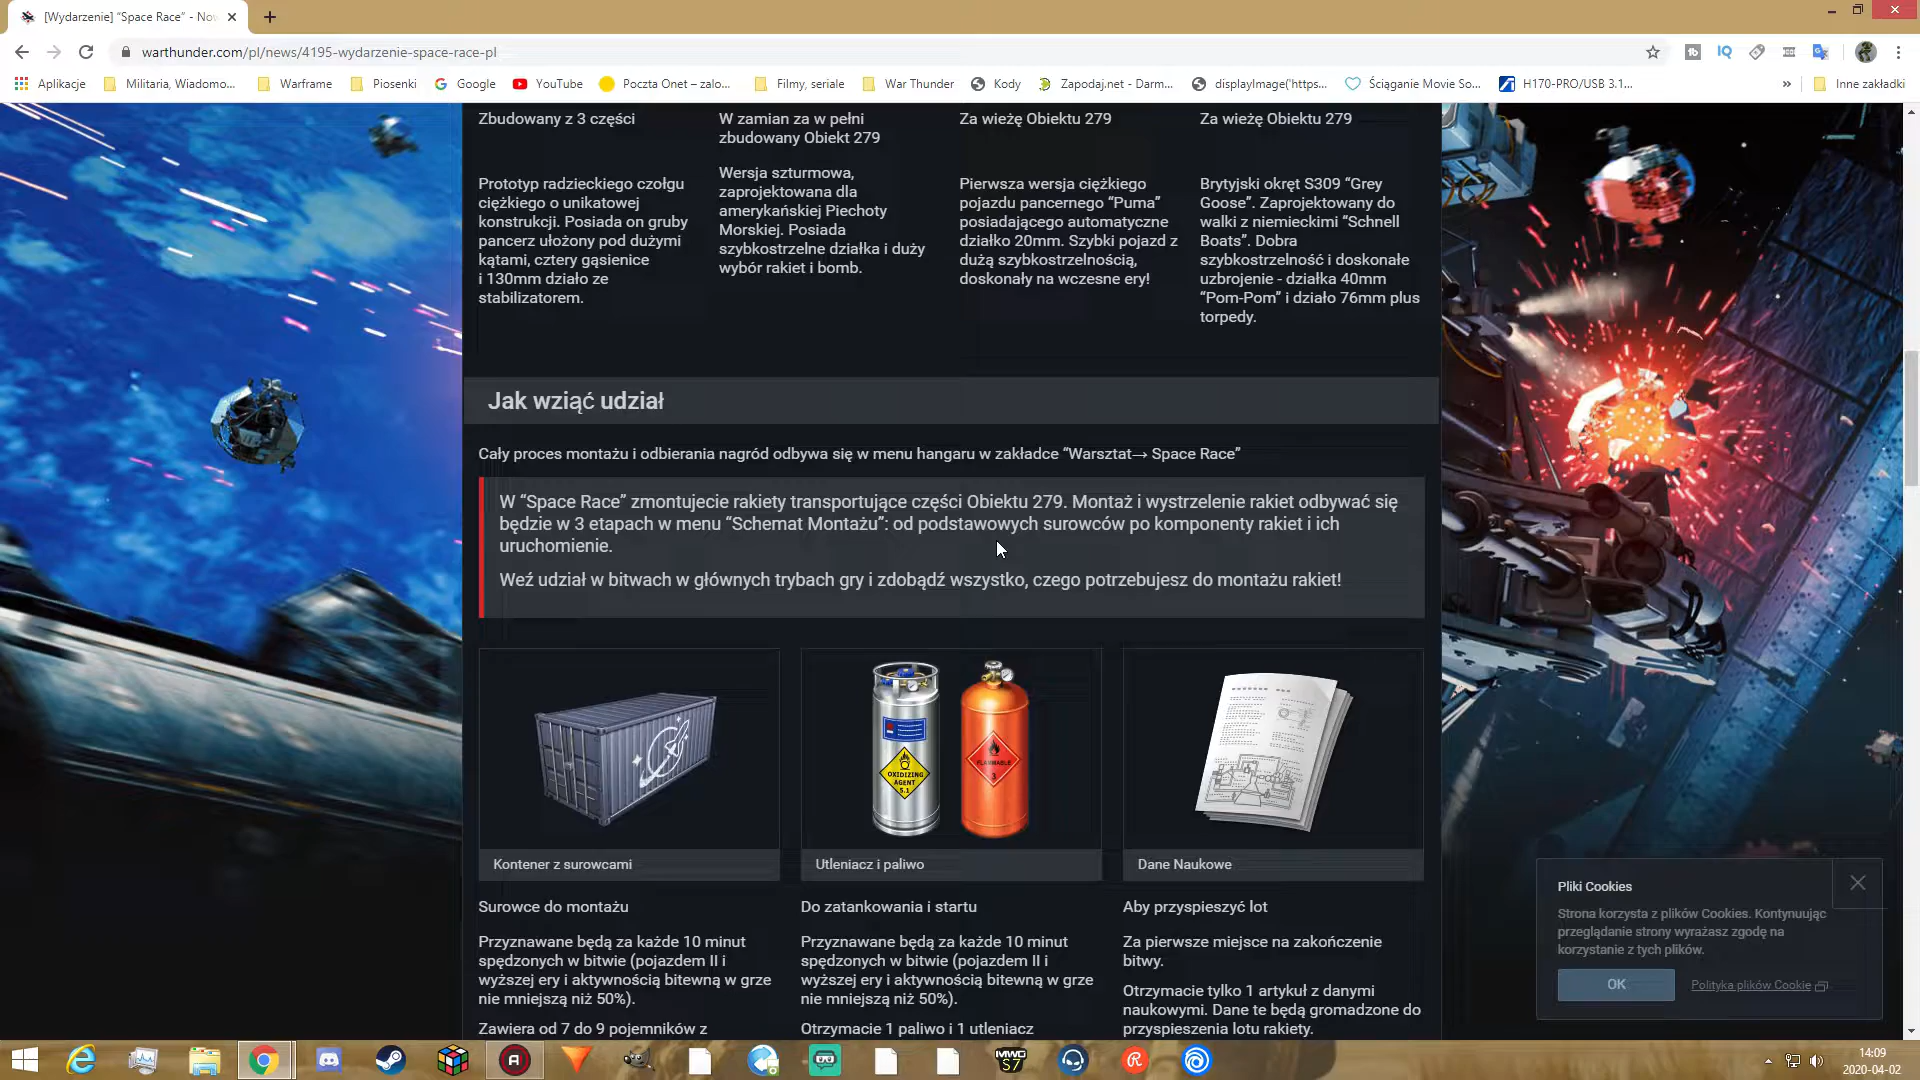 [Wydarzenie] “Space Race” - Now
warthunder.com/pl/news/4195-wydarzenie-space-race-pl
Aplikacje
Militaria, Wiadomo...
Warframe
Piosenki
Google
YouTube
Poczta Onet – zalo...
Filmy, seriale
War Thunder
Kody
Zapodaj.net - Darm...
displayImage('https...
Ściąganie Movie So...
H170-PRO/USB 3.1...
»
Inne zakładki
Zbudowany z 3 części
Prototyp radzieckiego czołgu
ciężkiego o unikatowej
konstrukcji. Posiada on gruby
pancerz ułożony pod dużymi
kątami, cztery gąsienice
i 130mm działo ze
stabilizatorem.
W zamian za w pełni
zbudowany Obiekt 279
Wersja szturmowa,
zaprojektowana dla
amerykańskiej Piechoty
Morskiej. Posiada
szybkostrzelne działka i duży
wybór rakiet i bomb.
Za wieżę Obiektu 279
Pierwsza wersja ciężkiego
pojazdu pancernego “Puma”
posiadającego automatyczne
działko 20mm. Szybki pojazd z
dużą szybkostrzelnością,
doskonały na wczesne ery!
Za wieżę Obiektu 279
Brytyjski okręt S309 “Grey
Goose”. Zaprojektowany do
walki z niemieckimi “Schnell
Boats”. Dobra
szybkostrzelność i doskonałe
uzbrojenie - działka 40mm
“Pom-Pom” i działo 76mm plus
torpedy.
Jak wziąć udział
Cały proces montażu i odbierania nagród odbywa się w menu hangaru w zakładce “Warsztat→ Space Race”
W “Space Race” zmontujecie rakiety transportujące części Obiektu 279. Montaż i wystrzelenie rakiet odbywać się
będzie w 3 etapach w menu “Schemat Montażu”: od podstawowych surowców po komponenty rakiet i ich
uruchomienie.
Weź udział w bitwach w głównych trybach gry i zdobądź wszystko, czego potrzebujesz do montażu rakiet!
OXIDIZING
AGENT
5.1
FLAMMABLE
3
Kontener z surowcami
Utleniacz i paliwo
Dane Naukowe
Surowce do montażu
Przyznawane będą za każde 10 minut
spędzonych w bitwie (pojazdem II i
wyższej ery i aktywnością bitewną w grze
nie mniejszą niż 50%).
Zawiera od 7 do 9 pojemników z
Do zatankowania i startu
Przyznawane będą za każde 10 minut
spędzonych w bitwie (pojazdem II i
wyższej ery i aktywnością bitewną w grze
nie mniejszą niż 50%).
Otrzymacie 1 paliwo i 1 utleniacz
Aby przyspieszyć lot
Za pierwsze miejsce na zakończenie
bitwy.
Otrzymacie tylko 1 artykuł z danymi
naukowymi. Dane te będą gromadzone do
przyspieszenia lotu rakiety.
Pliki Cookies
Strona korzysta z plików Cookies. Kontynuując
przeglądanie strony wyrażasz zgodę na
korzystanie z tych plików.
OK
Polityka plików Cookie
MWG
S7
14:09
2020-04-02